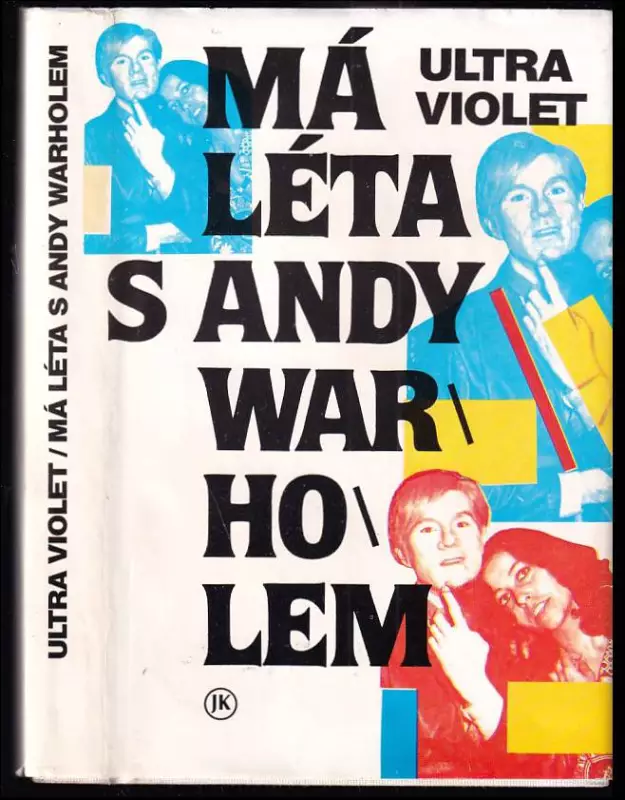 ULTRA VIOLET / MÁ LÉTA S ANDY WARHOLEM
MÁ
LÉTA
S ANDY
WAR\
HO\
LEM
ULTRA
VIOLET
JK